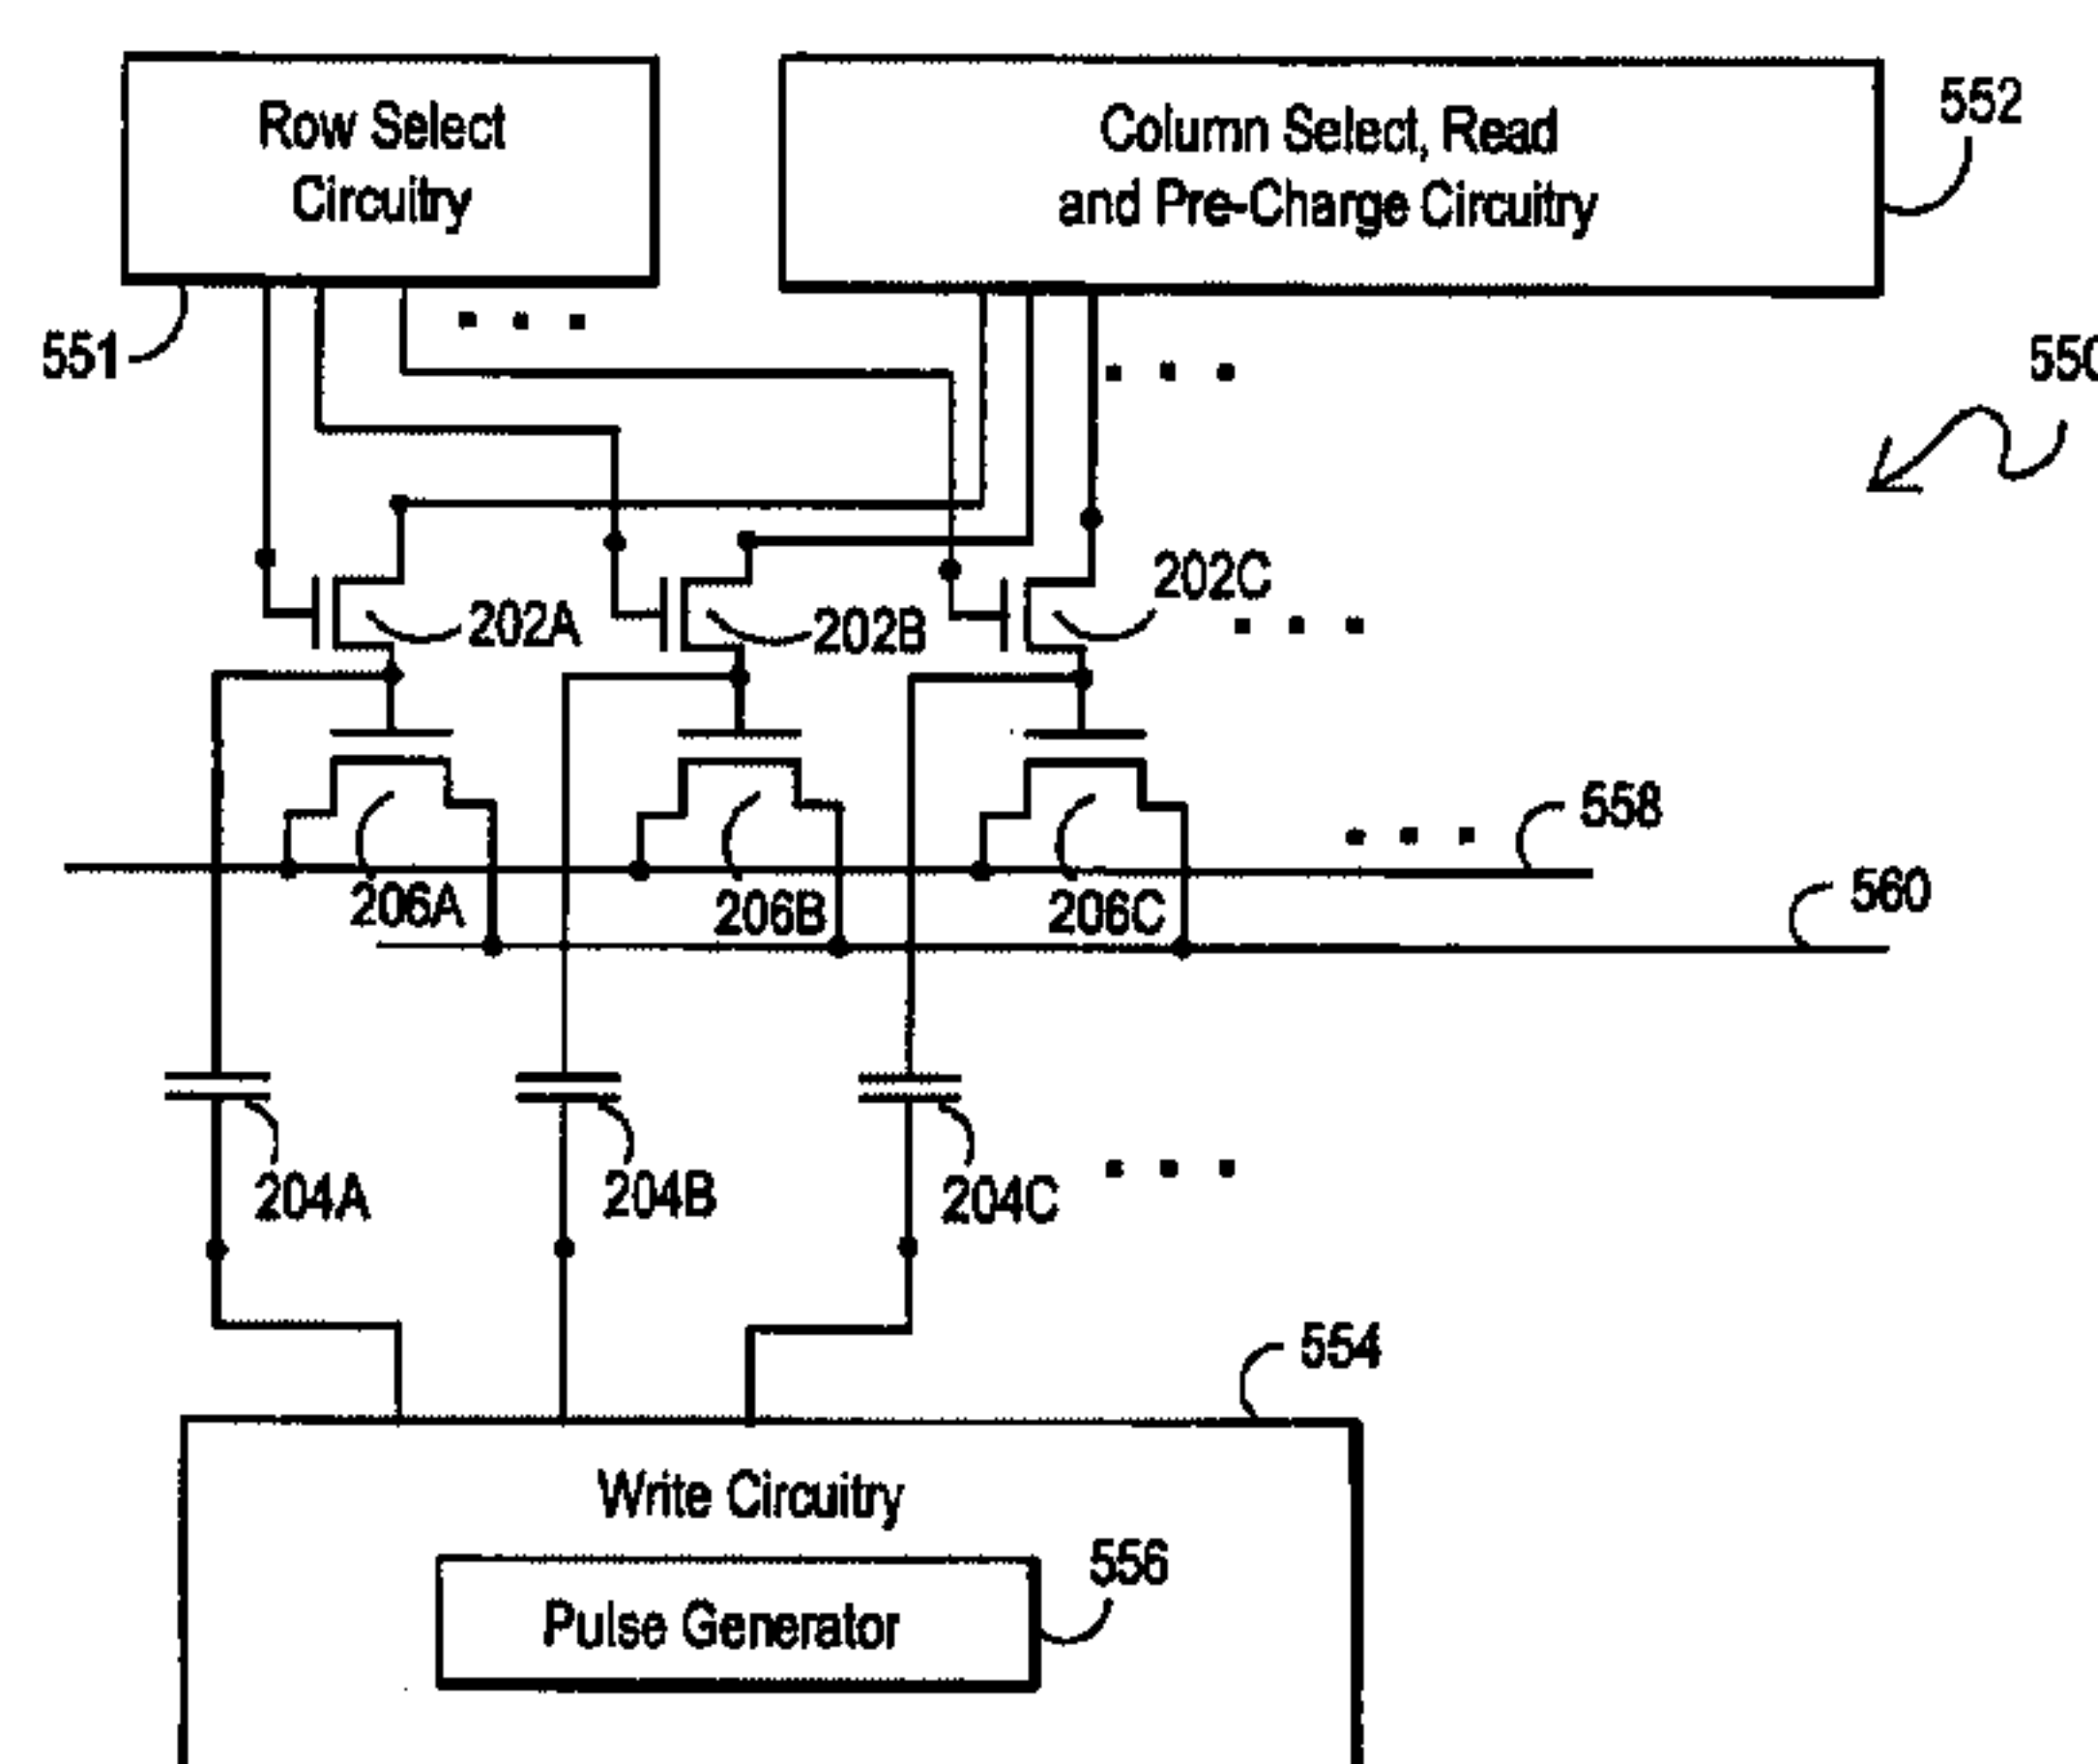 Row Select
Circuitry
Column Select, Read
and Pre-Charge Circuitry
552
551
550
202A
202B
202C
558
206A
206B
206C
560
204A
204B
204C
554
Write Circuitry
556
Pulse Generator